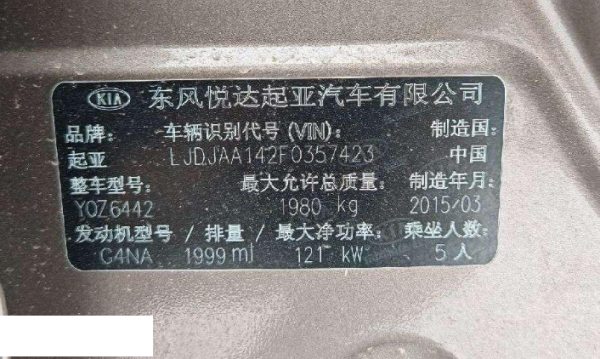 KIA 东风悦达起亚汽车有限公司
品牌: 车辆识别代号(VIN): 制造国:
起亚 LJDJAA142F0357423 中国
整车型号: 最大允许总质量: 制造年月:
YQZ6442 1980 kg 2015/03
发动机型号 / 排量 / 最大净功率: 乘坐人数:
G4NA 1999ml 121 kW 5人